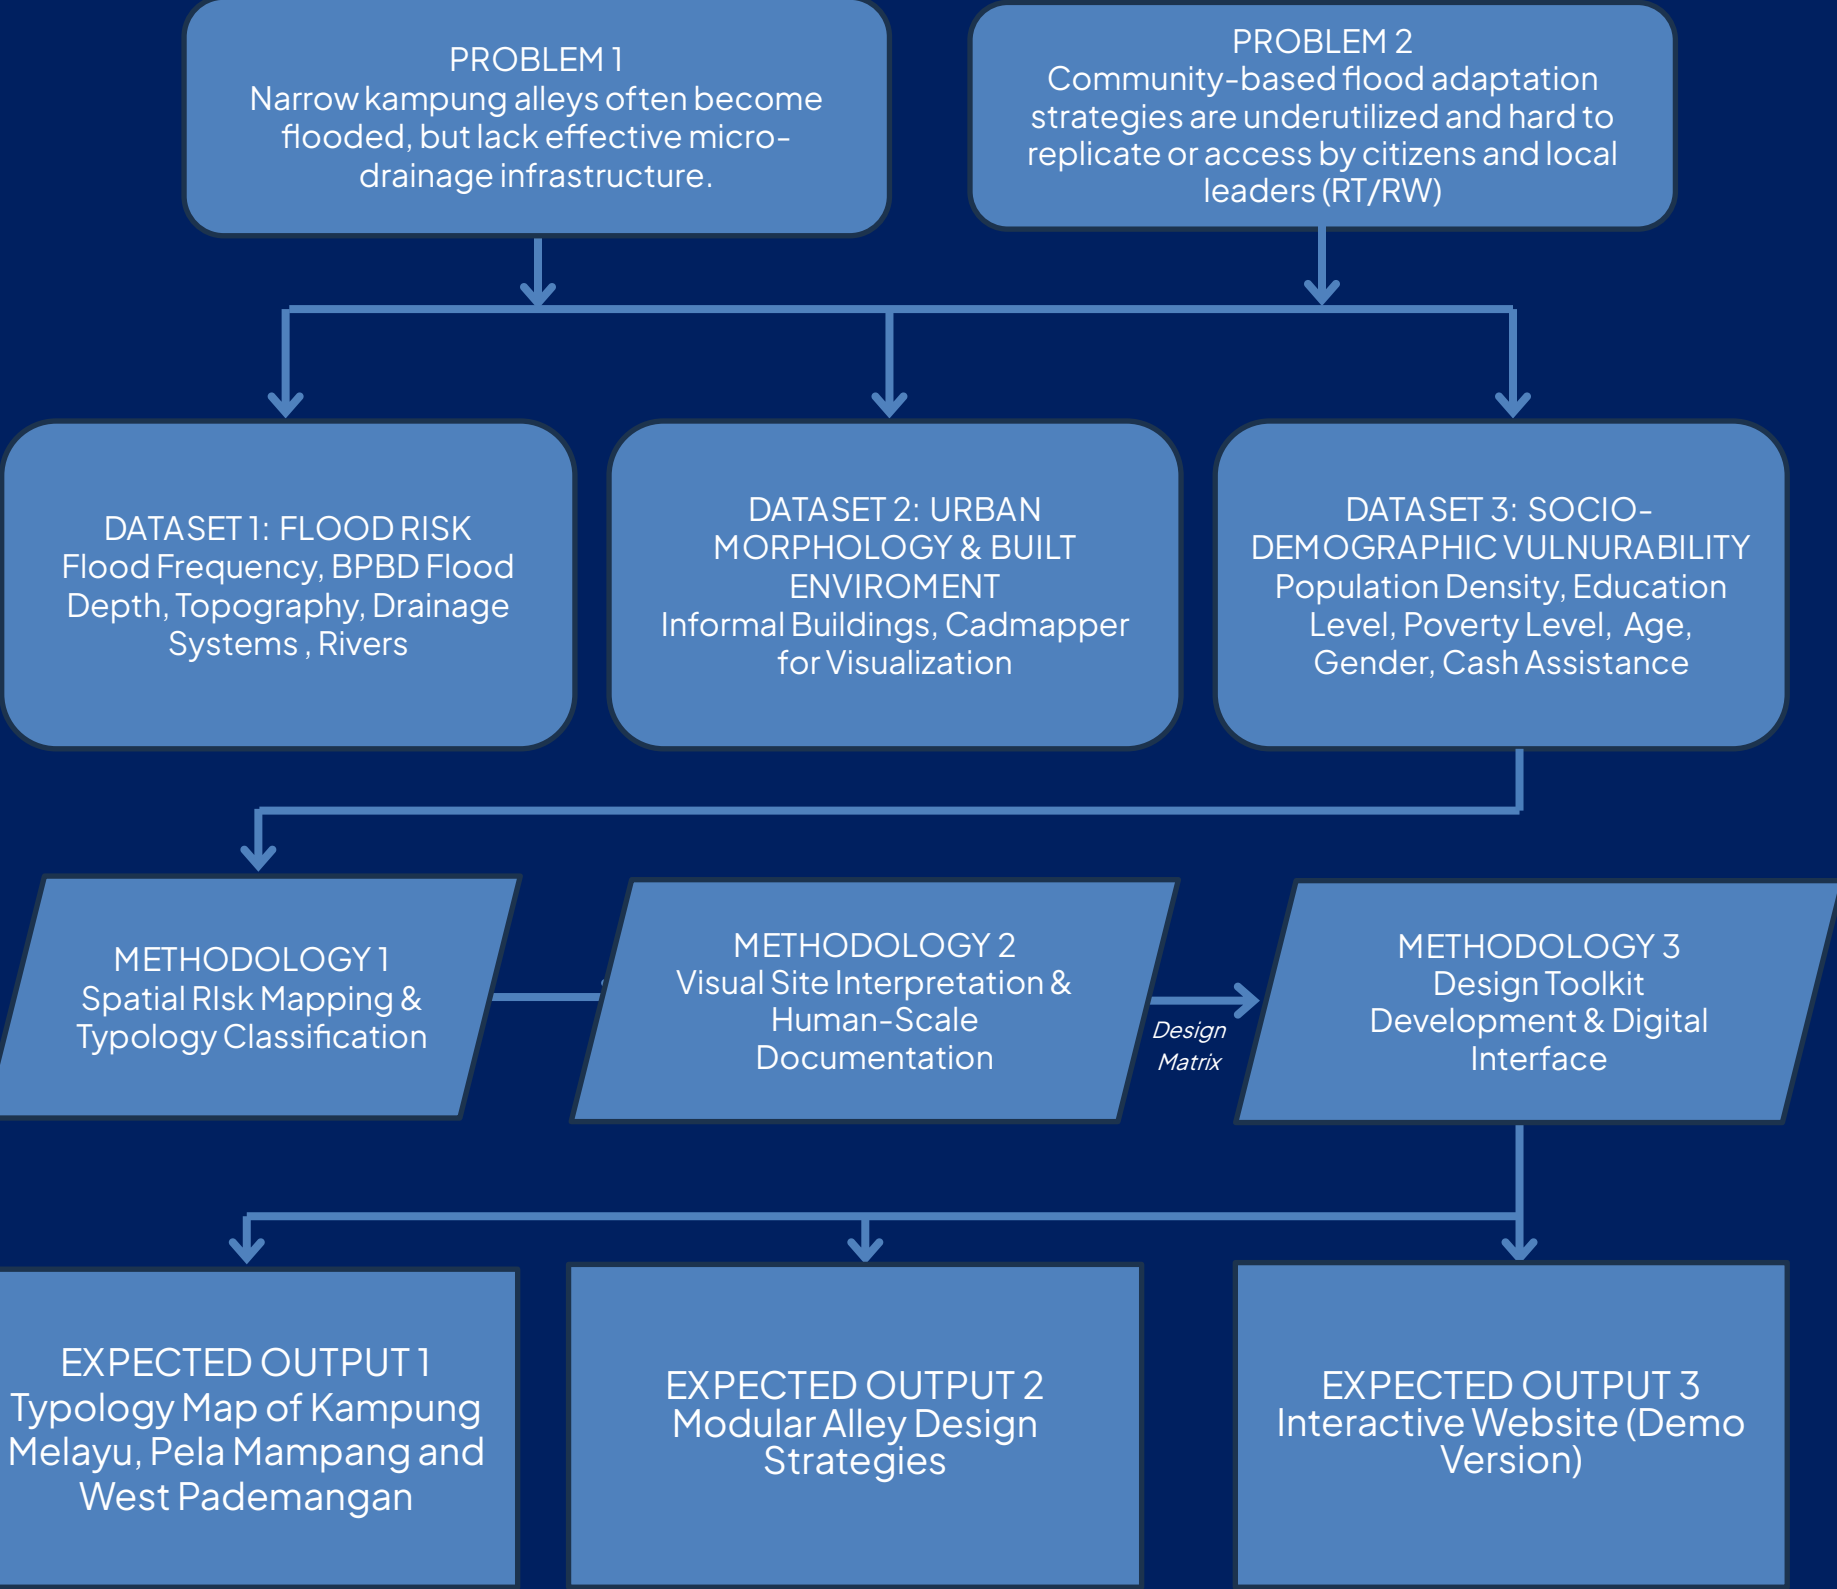 PROBLEM 1
Narrow kampung alleys often become
flooded, but lack effective micro-
drainage infrastructure.
PROBLEM 2
Community-based flood adaptation
strategies are underutilized and hard to
replicate or access by citizens and local
leaders (RT/RW)
DATASET 1: FLOOD RISK
Flood Frequency, BPBD Flood
Depth, Topography, Drainage
Systems , Rivers
DATASET 2: URBAN
MORPHOLOGY & BUILT
ENVIROMENT
Informal Buildings, Cadmapper
for Visualization
DATASET 3: SOCIO-
DEMOGRAPHIC VULNURABILITY
Population Density, Education
Level, Poverty Level, Age,
Gender, Cash Assistance
METHODOLOGY 1
Spatial RIsk Mapping &
Typology Classification
METHODOLOGY 2
Visual Site Interpretation &
Human-Scale
Documentation
Design
Matrix
METHODOLOGY 3
Design Toolkit
Development & Digital
Interface
EXPECTED OUTPUT 1
Typology Map of Kampung
Melayu, Pela Mampang and
West Pademangan
EXPECTED OUTPUT 2
Modular Alley Design
Strategies
EXPECTED OUTPUT 3
Interactive Website (Demo
Version)